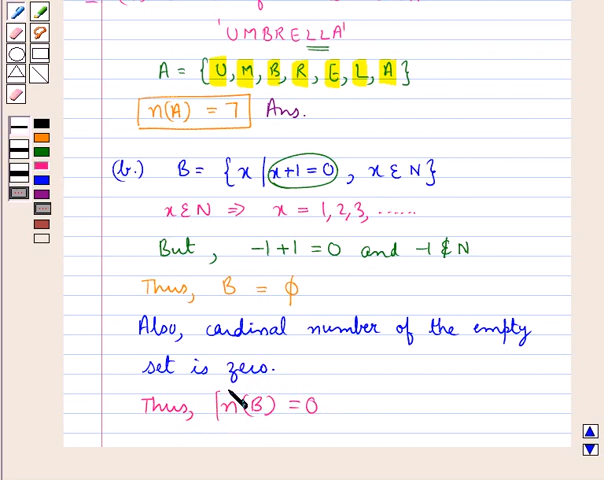 'UMBRELLA'
A = {U, M, B, R, E, L, A}
n(A) = 7 Ans.
(b.) B = {x | x+1 = 0, x ∈ N}
x ∈ N ⇒ x = 1, 2, 3, ......
But, -1+1 = 0 and -1 ∉ N
Thus, B = φ
Also, cardinal number of the empty
set is zero.
Thus, n(B) = 0